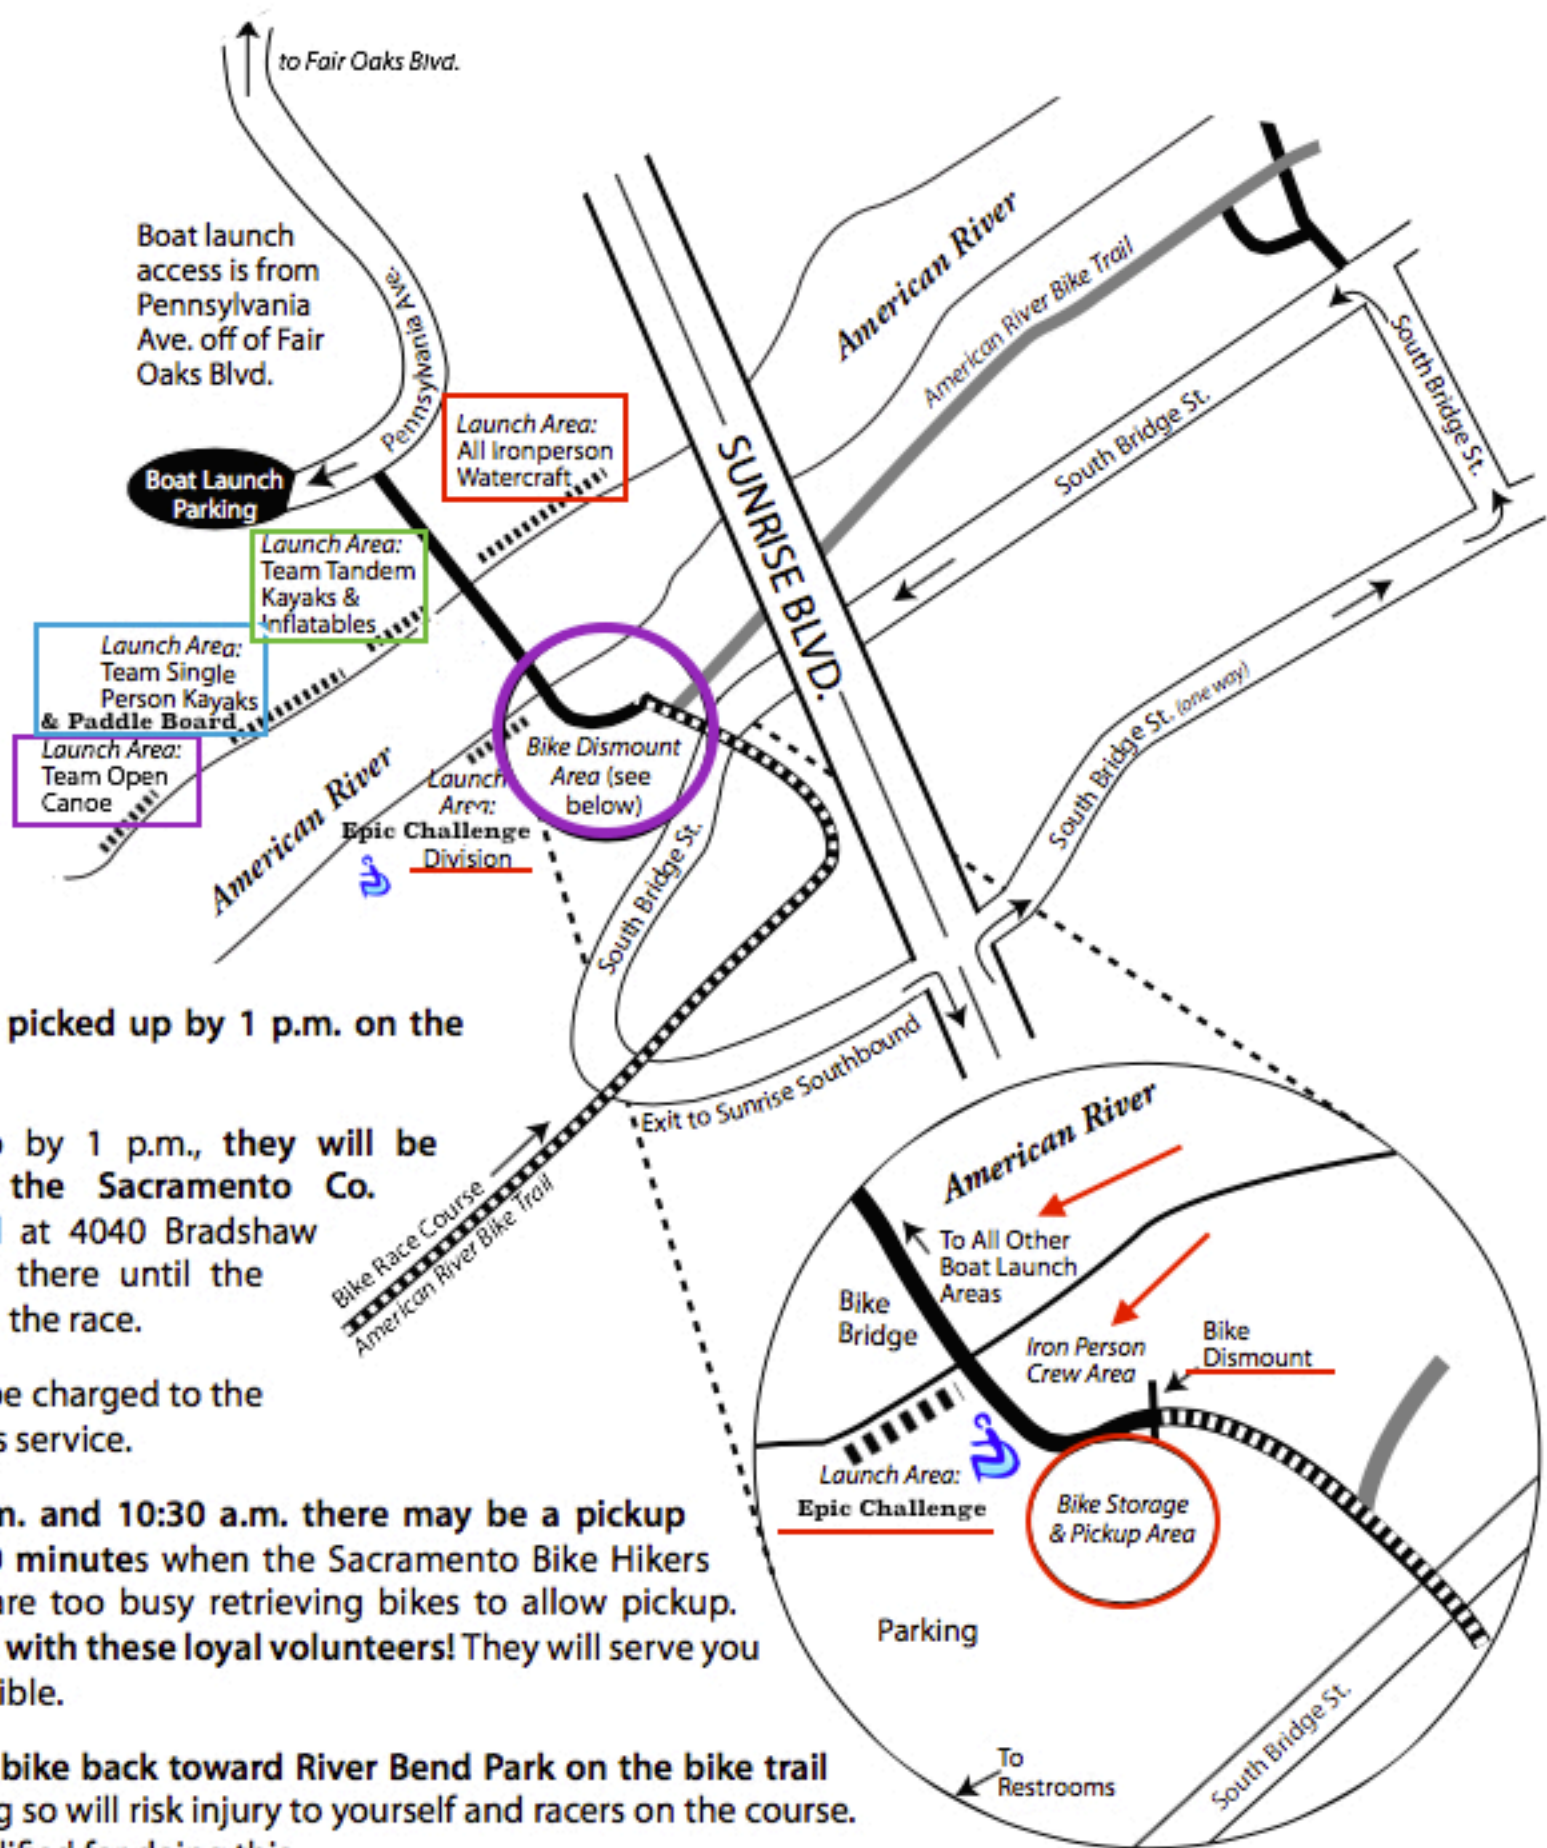 to Fair Oaks Blvd.
Boat launch
access is from
Pennsylvania
Ave. off of Fair
Oaks Blvd.
Pennsylvania Ave.
Boat Launch
Parking
Launch Area:
All Ironperson
Watercraft
Launch Area:
Team Tandem
Kayaks &
Inflatables
Launch Area:
Team Single
Person Kayaks
& Paddle Board
Launch Area:
Team Open
Canoe
American River
American River
American River Bike Trail
SUNRISE BLVD.
South Bridge St.
South Bridge St.
South Bridge St. (one way)
Bike Dismount
Area (see
below)
Launch
Area:
Epic Challenge
Division
South Bridge St.
Exit to Sunrise Southbound
Bike Race Course
American River Bike Trail
picked up by 1 p.m. on the
by 1 p.m., they will be
the Sacramento Co.
at 4040 Bradshaw
there until the
the race.
be charged to the
service.
and 10:30 a.m. there may be a pickup
minutes when the Sacramento Bike Hikers
are too busy retrieving bikes to allow pickup.
with these loyal volunteers! They will serve you
bike back toward River Bend Park on the bike trail
so will risk injury to yourself and racers on the course.
for doing this
American River
To All Other
Boat Launch
Areas
Bike
Bridge
Iron Person
Crew Area
Bike
Dismount
Launch Area:
Epic Challenge
Bike Storage
& Pickup Area
Parking
To
Restrooms
South Bridge St.